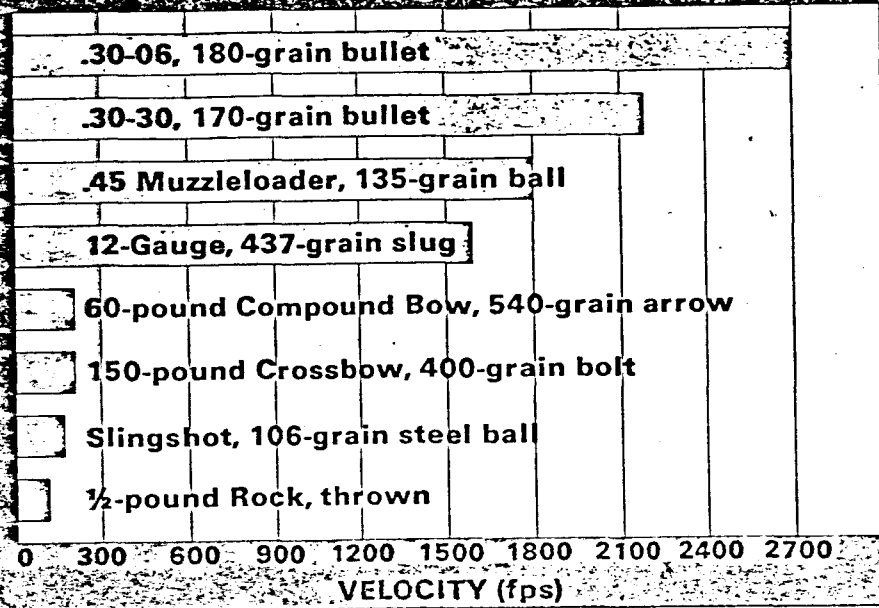 .30-06, 180-grain bullet
.30-30, 170-grain bullet
.45 Muzzleloader, 135-grain ball
12-Gauge, 437-grain slug
60-pound Compound Bow, 540-grain arrow
150-pound Crossbow, 400-grain bolt
Slingshot, 106-grain steel ball
½-pound Rock, thrown
0 300 600 900 1200 1500 1800 2100 2400 2700
VELOCITY (fps)